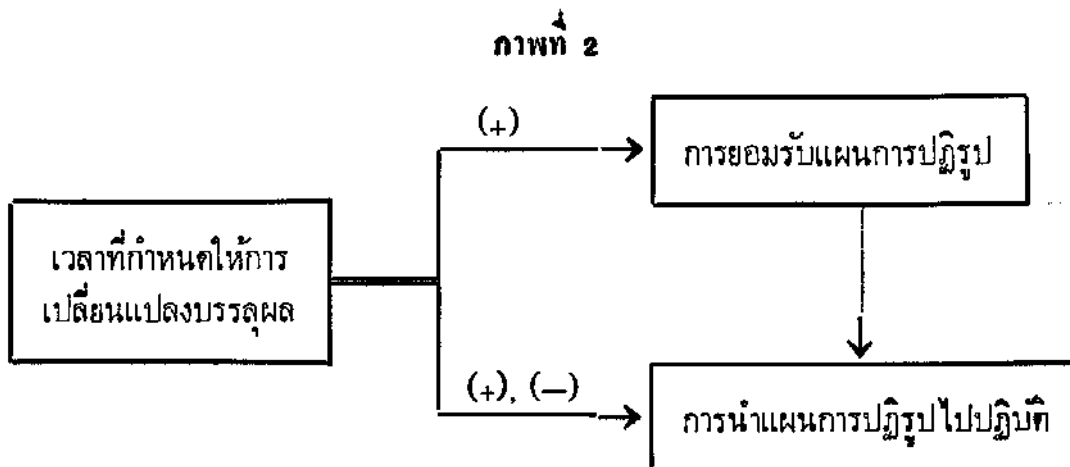 ภาพที่ 2
(+)
การยอมรับแผนการปฏิรูป
เวลาที่กำหนดให้การ
เปลี่ยนแปลงบรรลุผล
(+), (—)
การนำแผนการปฏิรูปไปปฏิบัติ